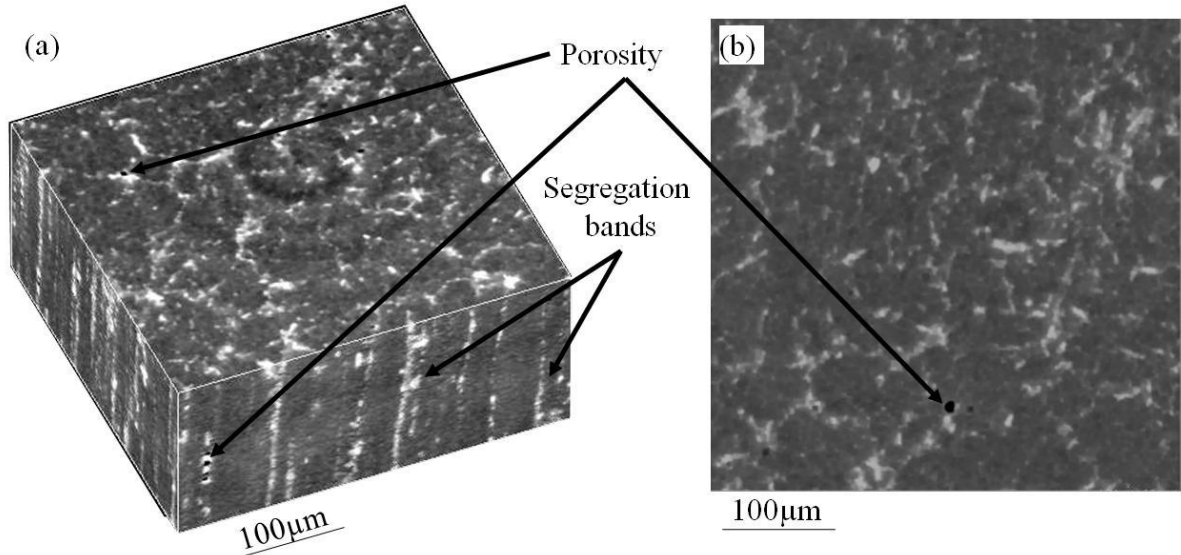 (a)
Porosity
(b)
Segregation
bands
100μm
100μm